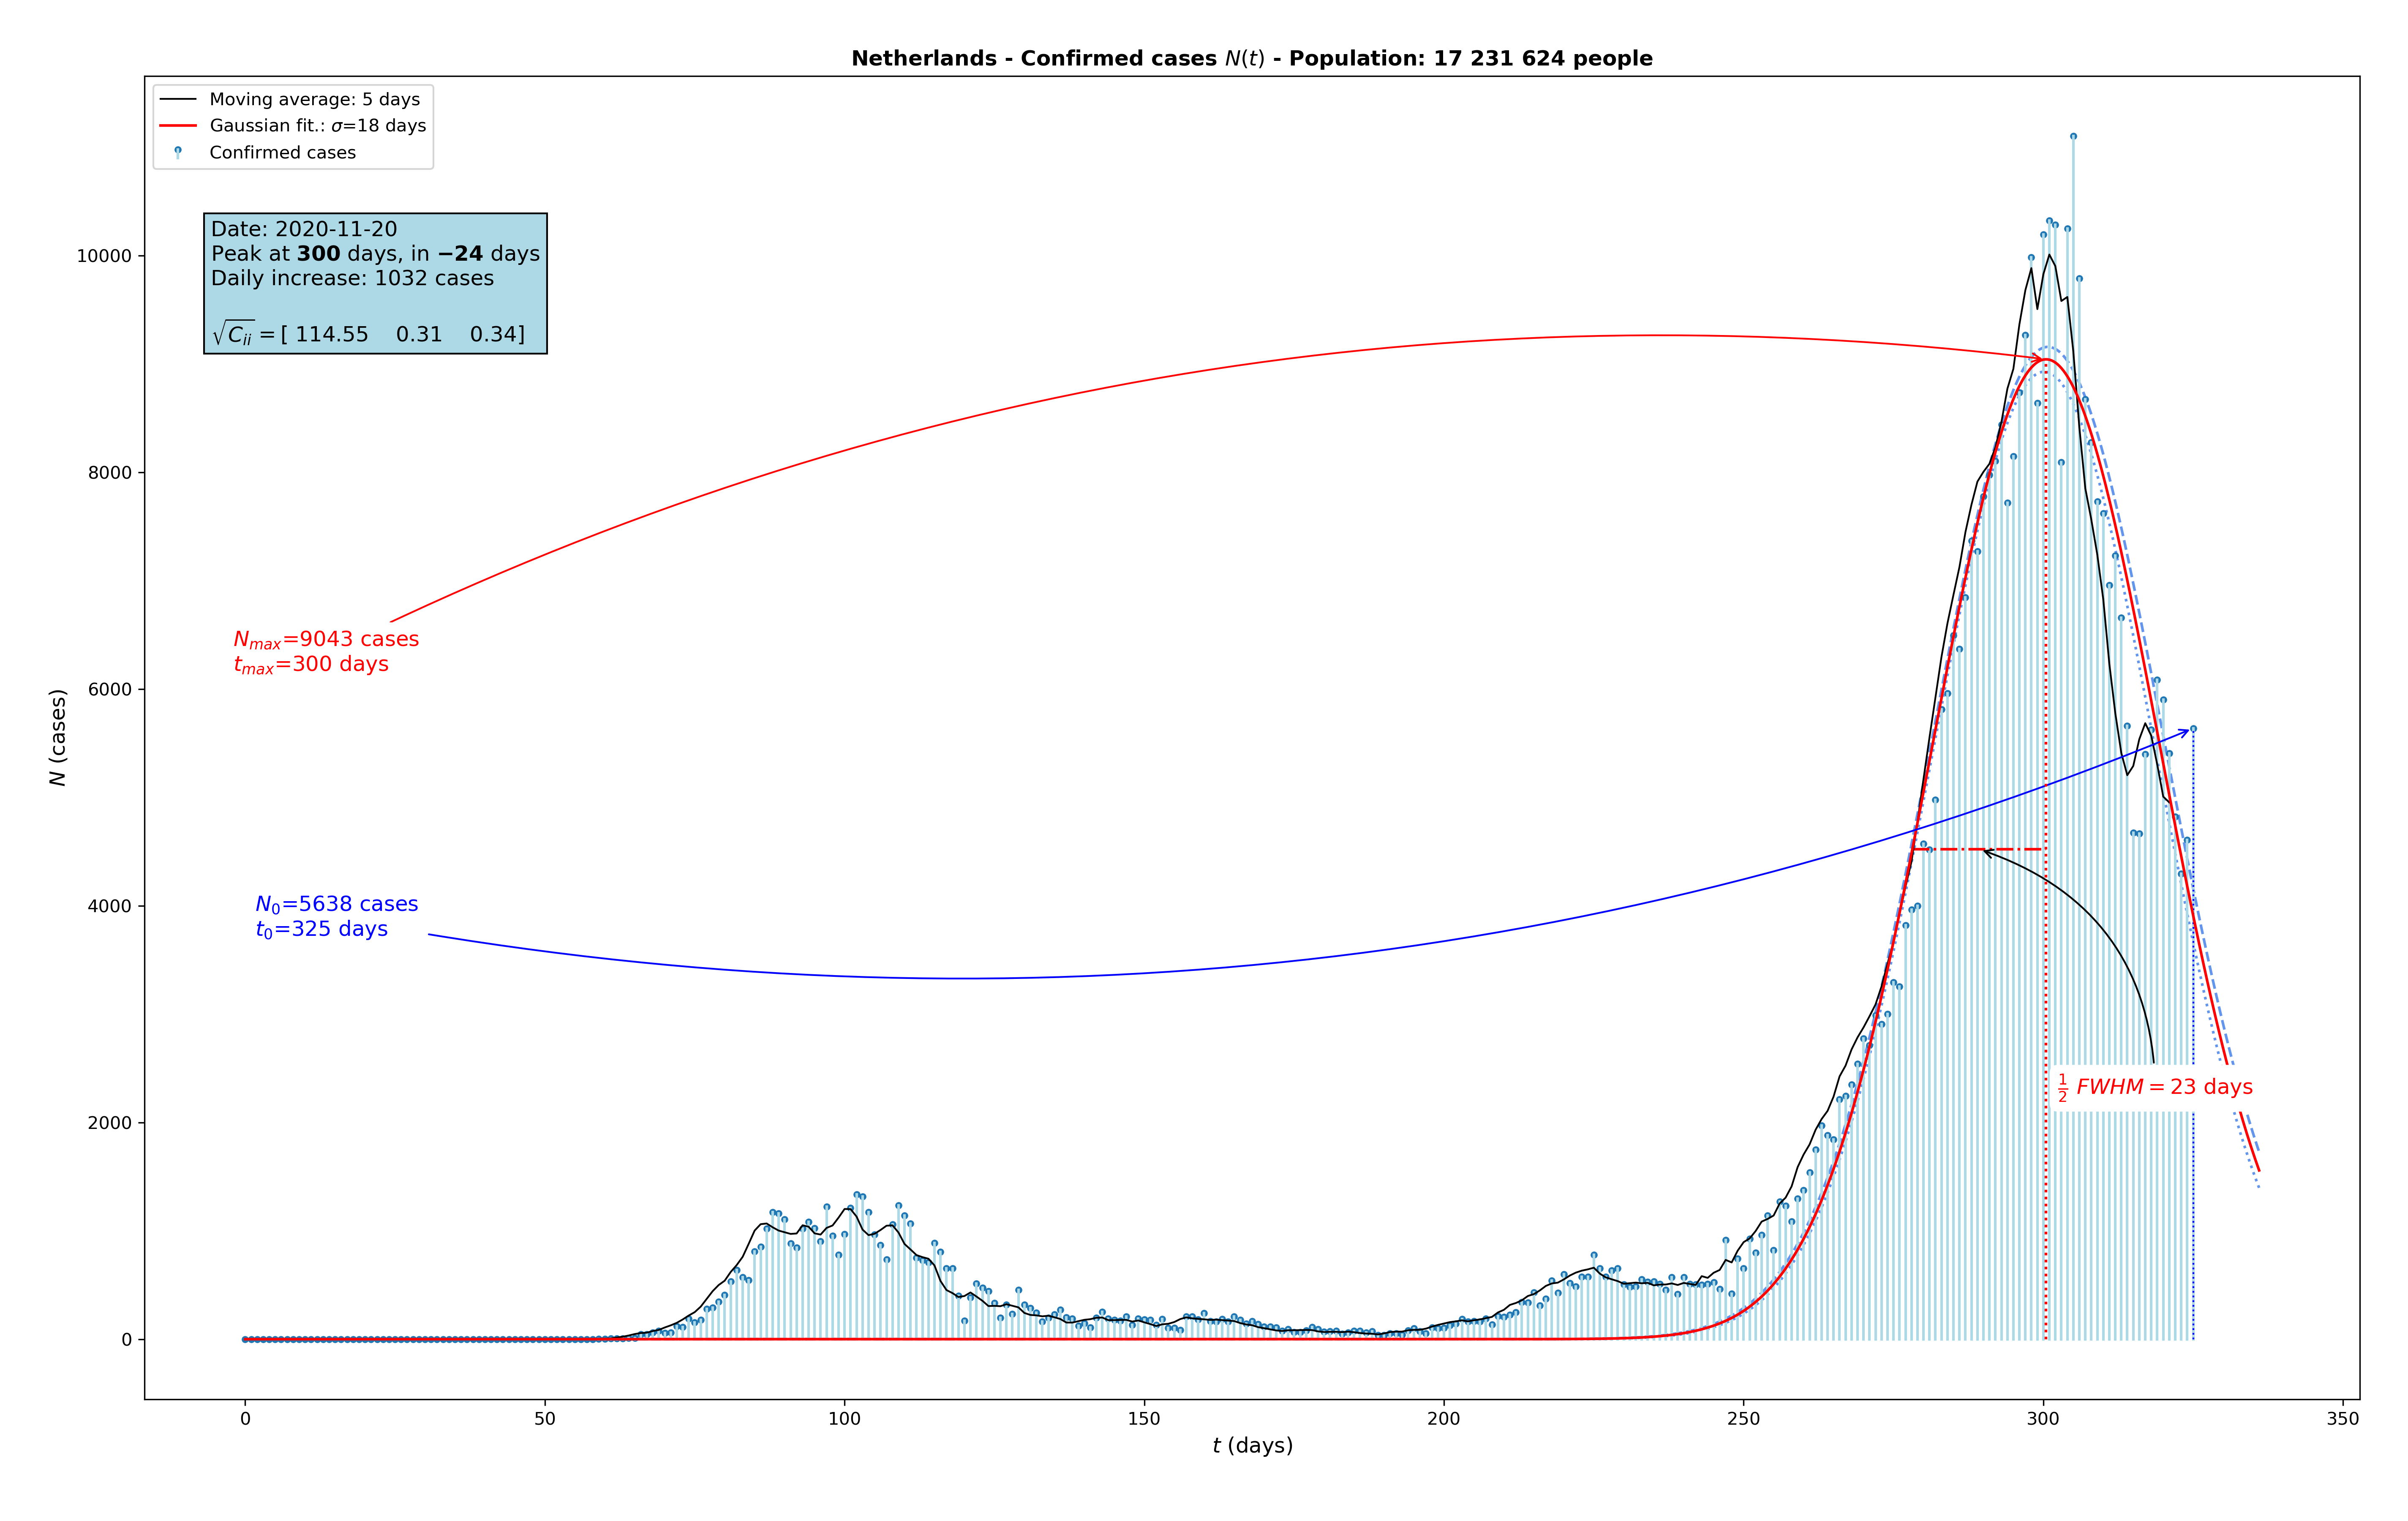 Netherlands - Confirmed cases N(t) - Population: 17 231 624 people
Moving average: 5 days
Gaussian fit.: σ=18 days
Confirmed cases
Date: 2020-11-20
Peak at 300 days, in −24 days
Daily increase: 1032 cases
√C_ii = [ 114.55 0.31 0.34]
N_max=9043 cases
t_max=300 days
N_0=5638 cases
t_0=325 days
½ FWHM = 23 days
N (cases)
10000
8000
6000
4000
2000
0
0 50 100 150 200 250 300 350
t (days)